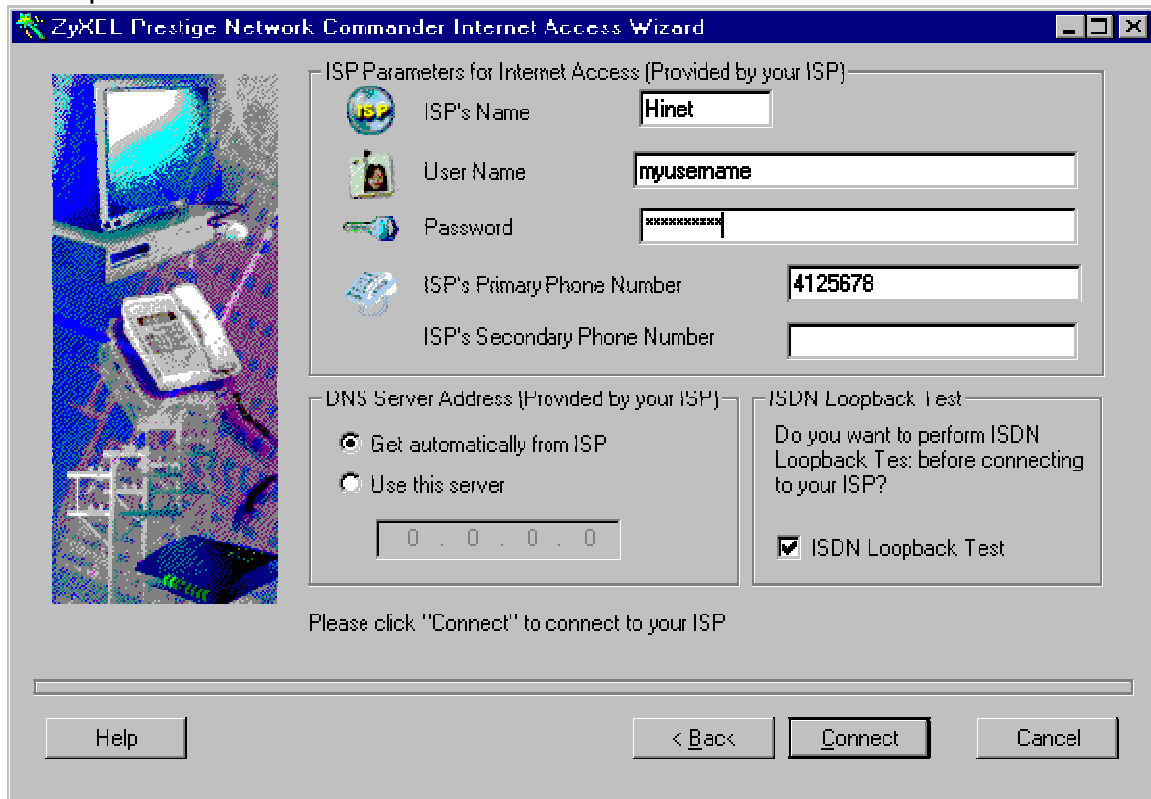 ZyXEL Prestige Network Commander Internet Access Wizard
ISP Parameters for Internet Access (Provided by your ISP)
ISP
ISP's Name
Hinet
User Name
myusername
Password
xxxxxxxxxx
ISP's Primary Phone Number
4125678
ISP's Secondary Phone Number
DNS Server Address (Provided by your ISP)
Get automatically from ISP
Use this server
0 . 0 . 0 . 0
ISDN Loopback Test
Do you want to perform ISDN
Loopback Test before connecting
to your ISP?
ISDN Loopback Test
Please click "Connect" to connect to your ISP
Help
< Back
Connect
Cancel